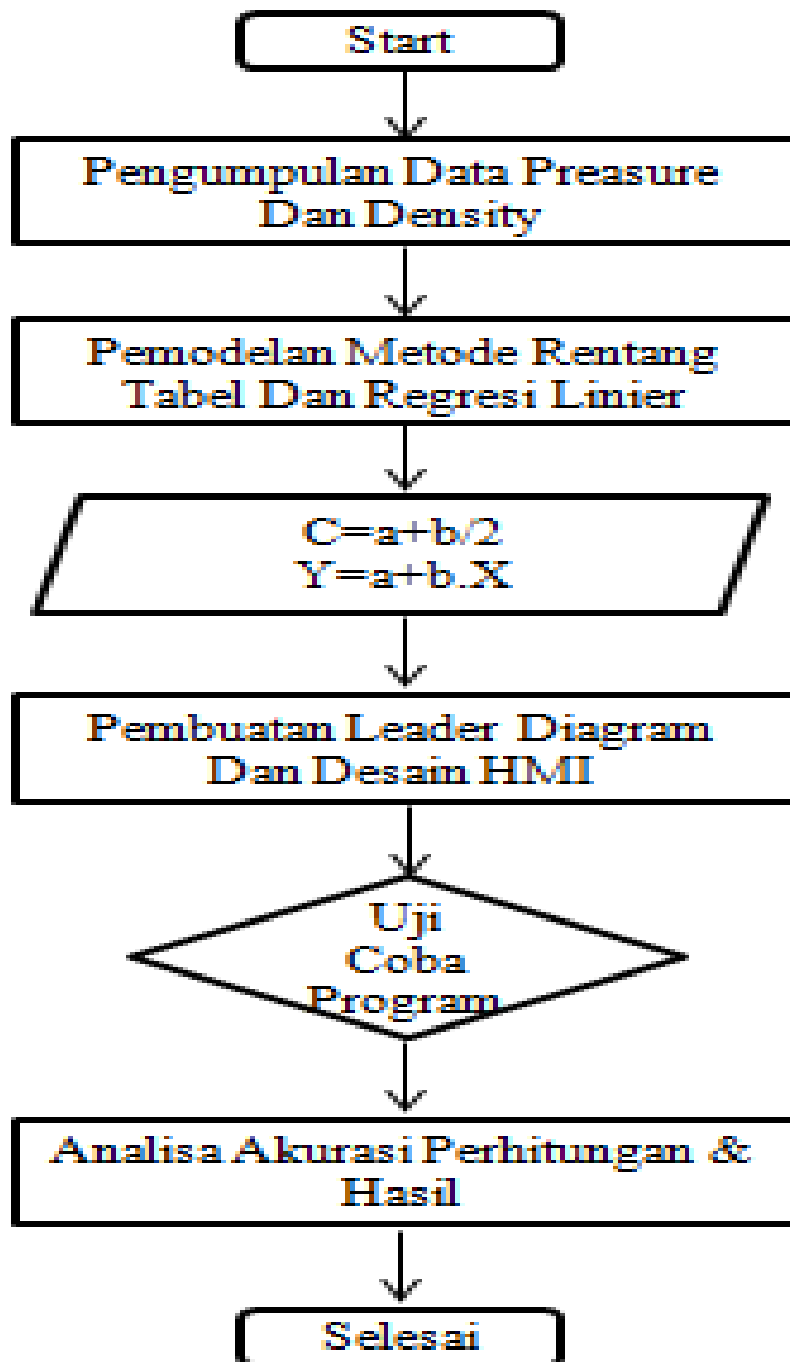 Start
Pengumpulan Data Preasure
Dan Density
Pemodelan Metode Rentang
Tabel Dan Regresi Linier
C=a+b/2
Y=a+b.X
Pembuatan Leader Diagram
Dan Desain HMI
Uji
Coba
Program
Analisa Akurasi Perhitungan &
Hasil
Selesai